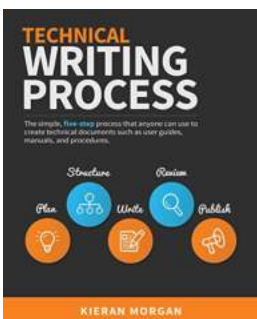 TECHNICAL
WRITING
PROCESS
The simple, five-step process that anyone can use to
create technical documents such as user guides,
manuals, and procedures.
Structure Review
Plan Write Publish
KIERAN MORGAN